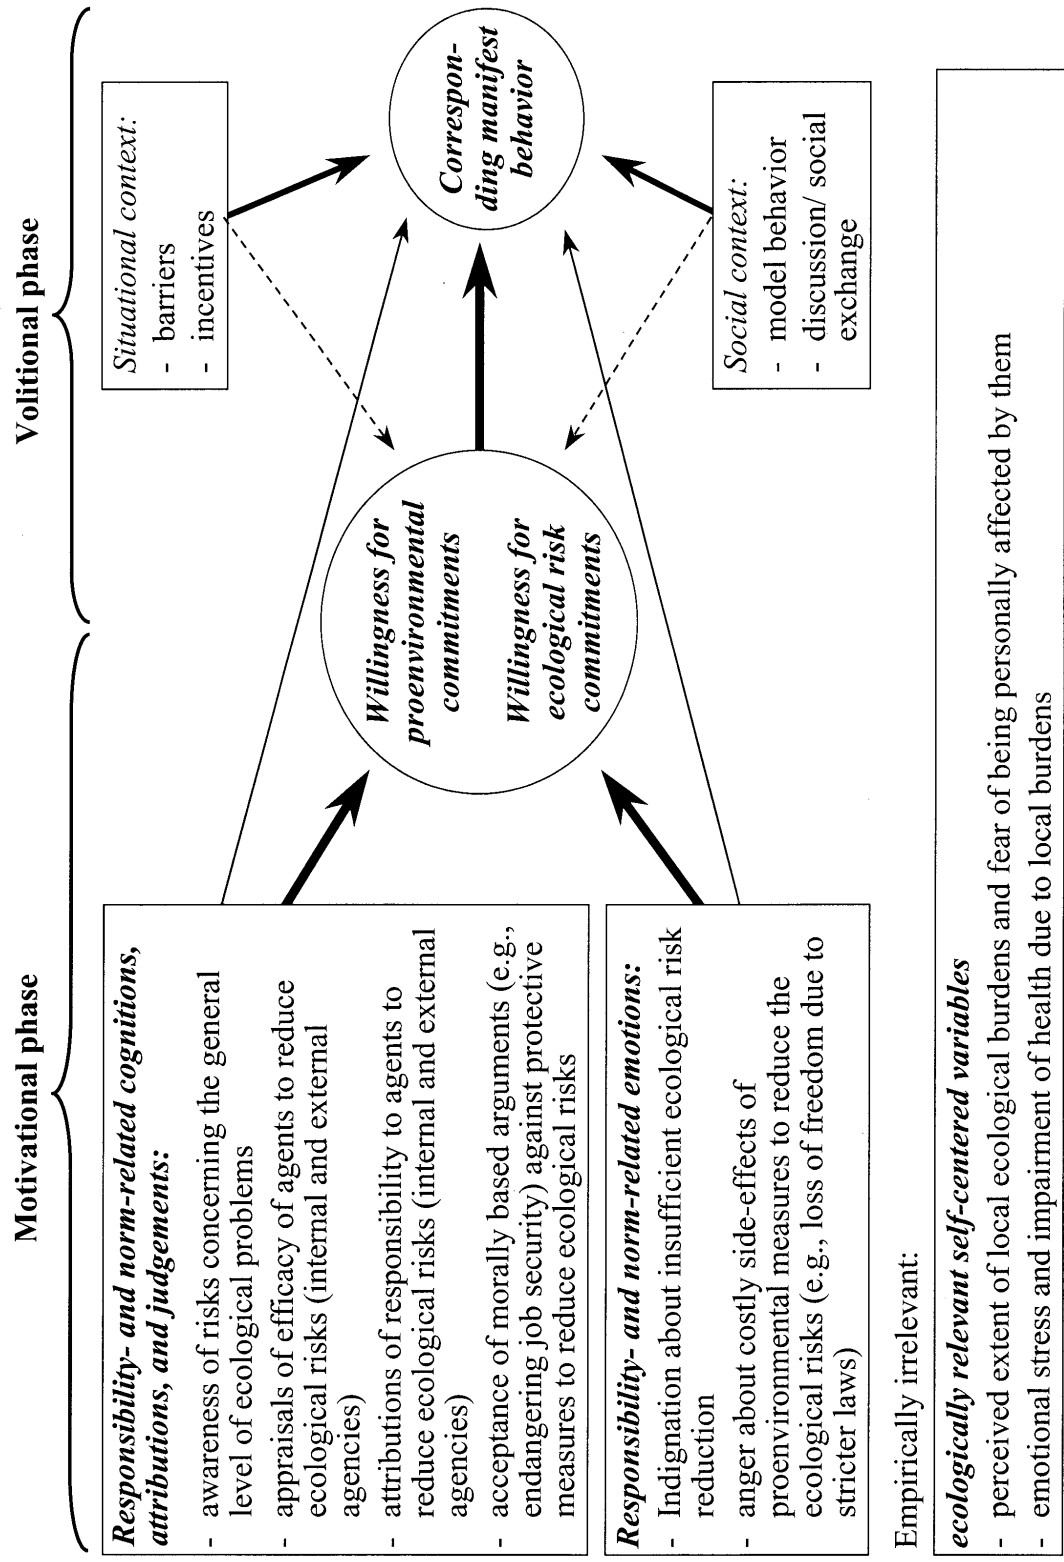 Motivational phase
Volitional phase
Responsibility- and norm-related cognitions,
attributions, and judgements:
- awareness of risks concerning the general
level of ecological problems
- appraisals of efficacy of agents to reduce
ecological risks (internal and external
agencies)
- attributions of responsibility to agents to
reduce ecological risks (internal and external
agencies)
- acceptance of morally based arguments (e.g.,
endangering job security) against protective
measures to reduce ecological risks
Responsibility- and norm-related emotions:
- Indignation about insufficient ecological risk
reduction
- anger about costly side-effects of
proenvironmental measures to reduce the
ecological risks (e.g., loss of freedom due to
stricter laws)
Willingness for
proenvironmental
commitments
Willingness for
ecological risk
commitments
Situational context:
- barriers
- incentives
Correspon-
ding manifest
behavior
Social context:
- model behavior
- discussion/ social
exchange
Empirically irrelevant:
ecologically relevant self-centered variables
- perceived extent of local ecological burdens and fear of being personally affected by them
- emotional stress and impairment of health due to local burdens